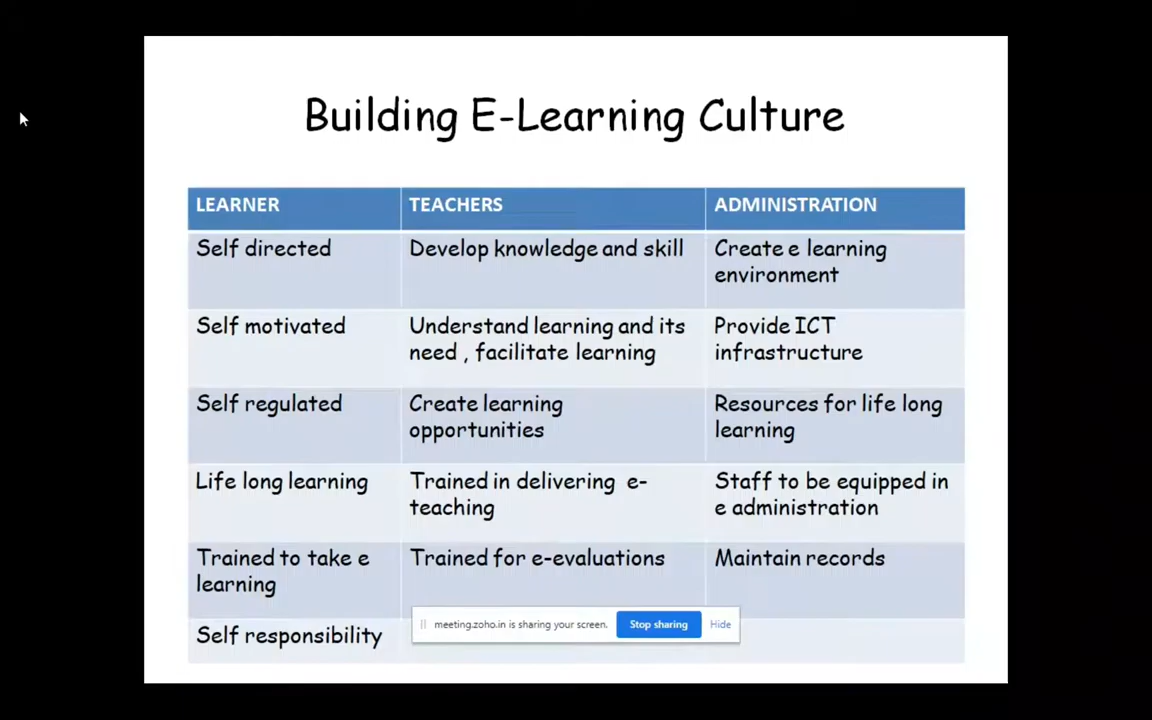 Building E-Learning Culture
LEARNER TEACHERS ADMINISTRATION
Self directed Develop knowledge and skill Create e learning
environment
Self motivated Understand learning and its Provide ICT
need , facilitate learning infrastructure
Self regulated Create learning Resources for life long
opportunities learning
Life long learning Trained in delivering e- Staff to be equipped in
teaching e administration
Trained to take e Trained for e-evaluations Maintain records
learning
meeting.zoho.in is sharing your screen. Stop sharing Hide
Self responsibility